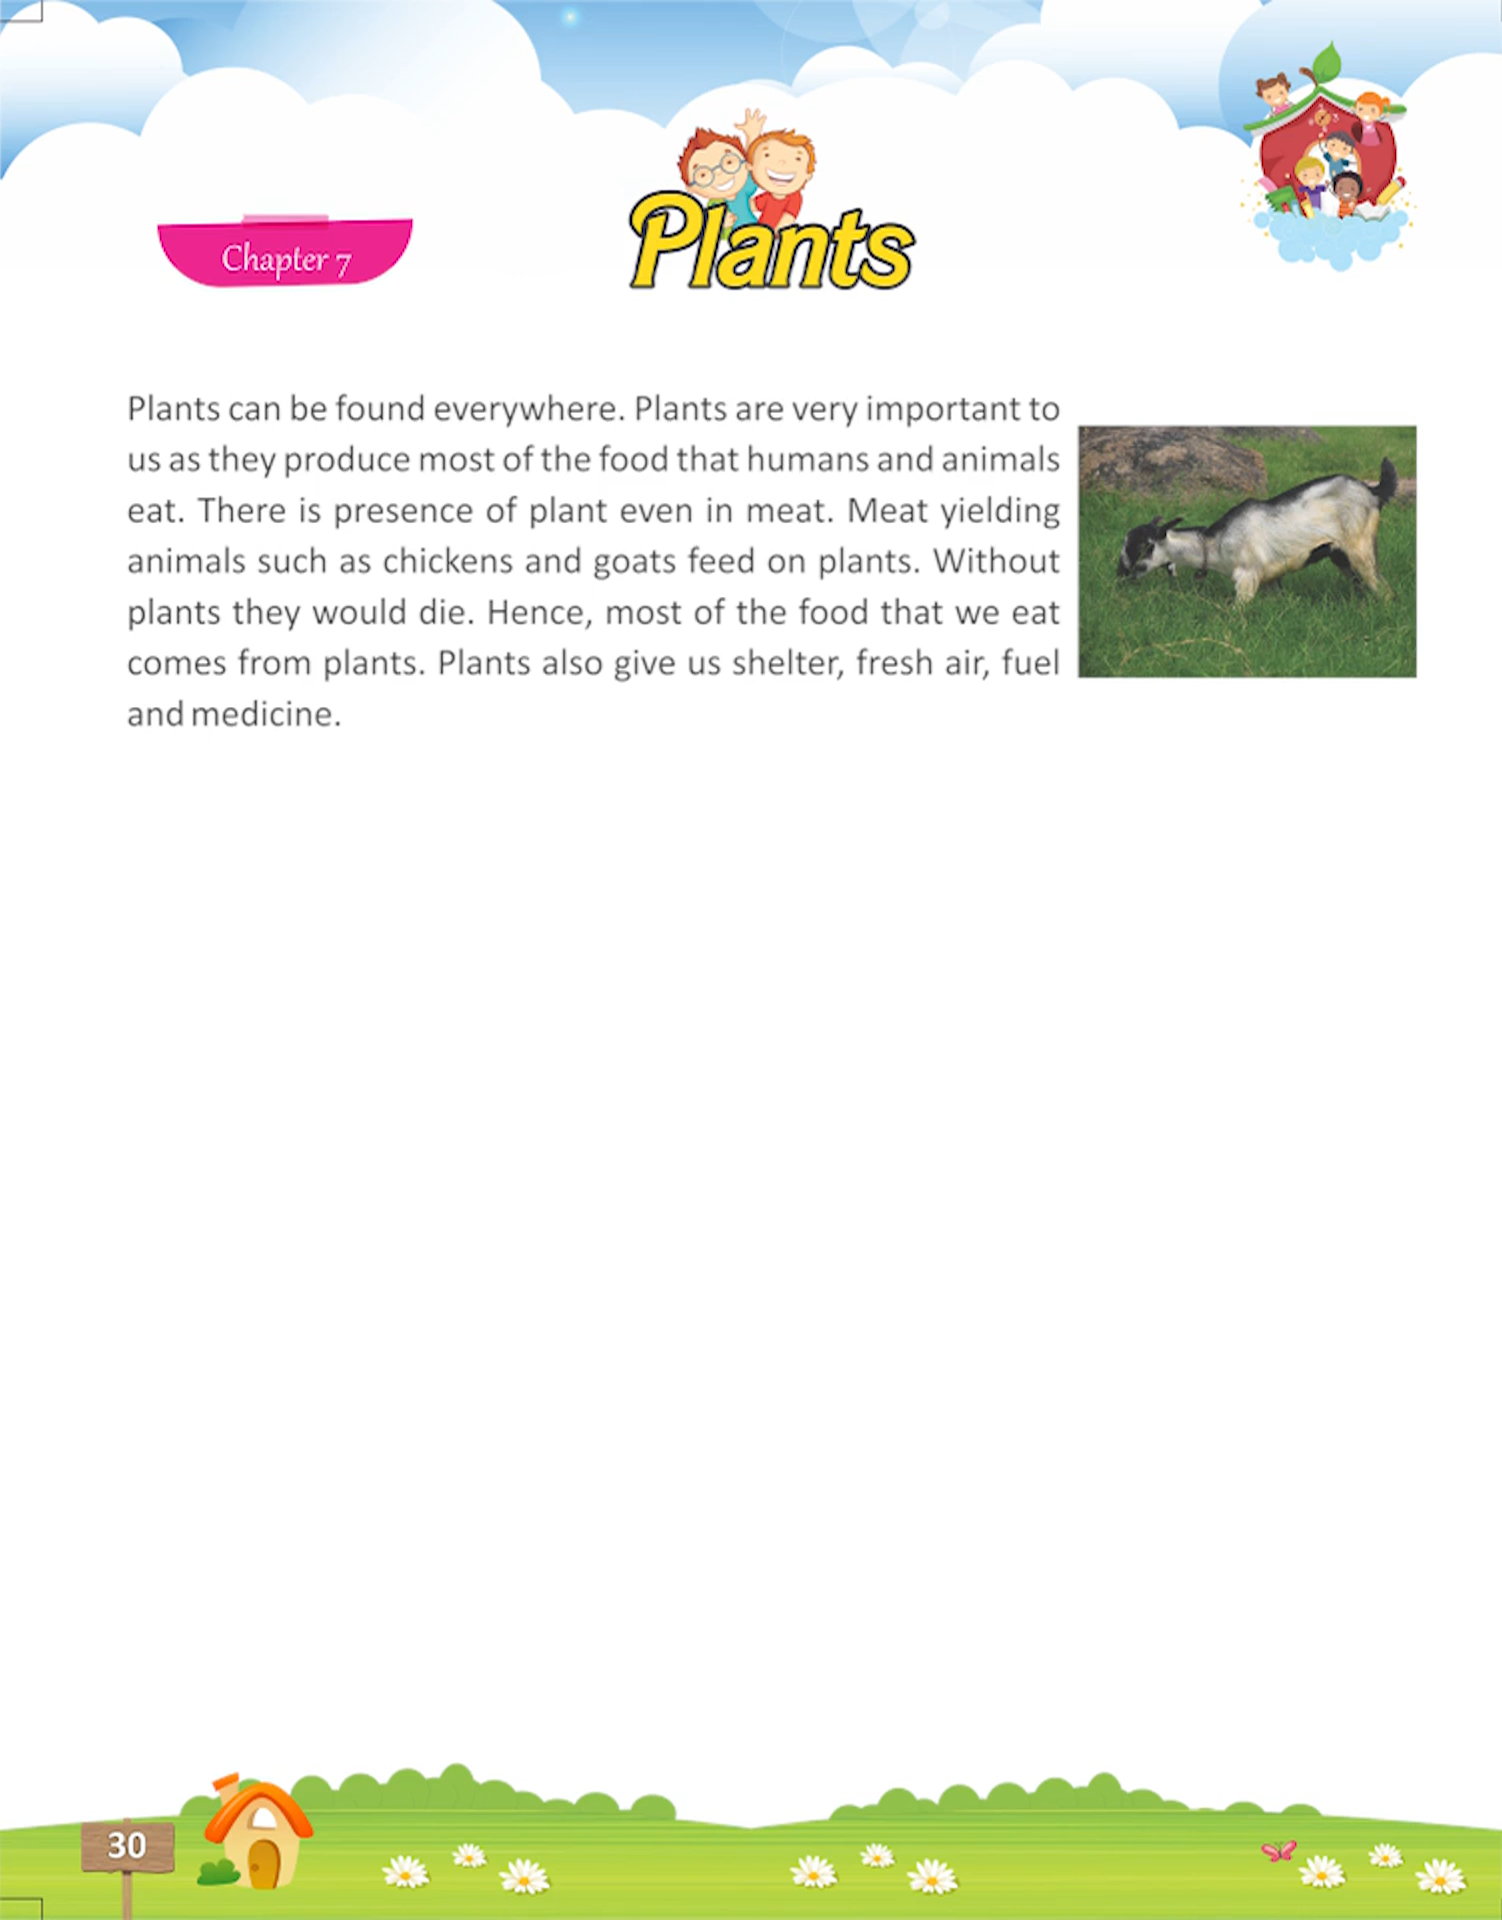 Chapter 7
Plants
Plants can be found everywhere. Plants are very important to
us as they produce most of the food that humans and animals
eat. There is presence of plant even in meat. Meat yielding
animals such as chickens and goats feed on plants. Without
plants they would die. Hence, most of the food that we eat
comes from plants. Plants also give us shelter, fresh air, fuel
and medicine.
30